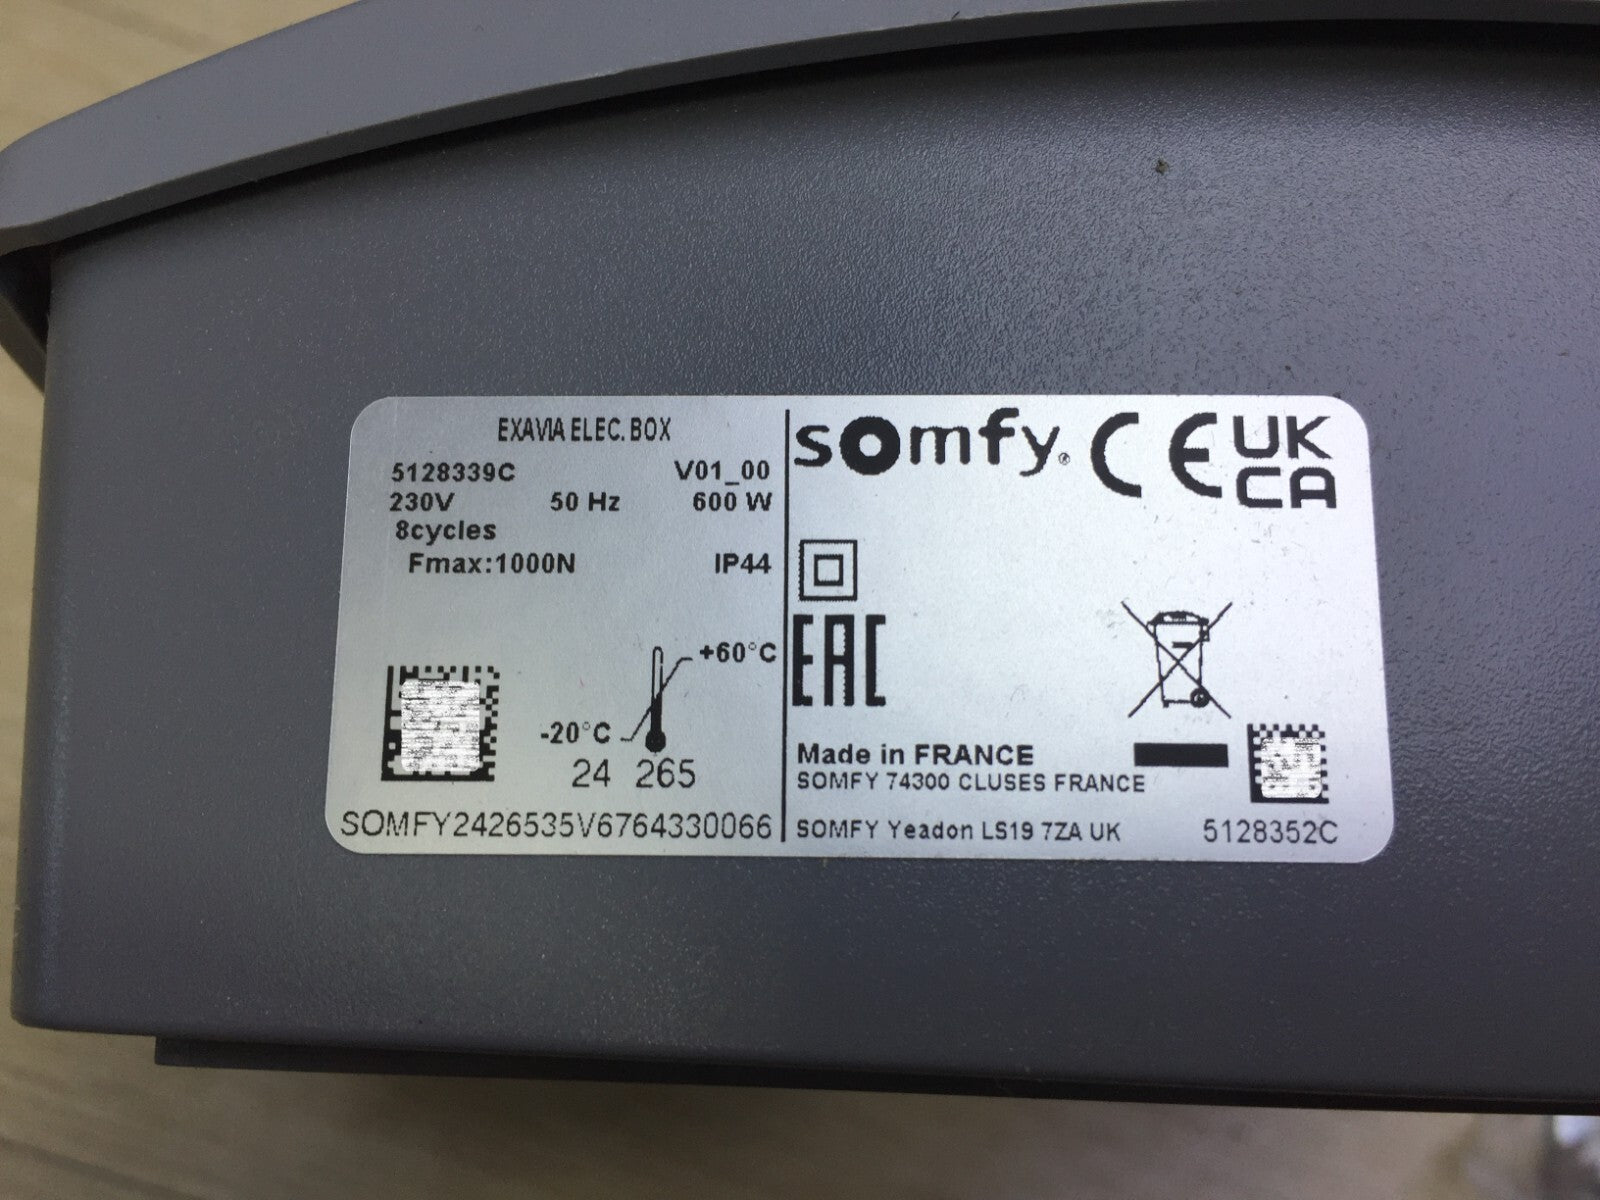 EXAVIA ELEC. BOX
5128339C V01_00
230V 50 Hz 600 W
8cycles
Fmax:1000N IP44
+60°C
-20°C
24 265
SOMFY2426535V6764330066
somfy® CE UK CA
EAC
Made in FRANCE
SOMFY 74300 CLUSES FRANCE
SOMFY Yeadon LS19 7ZA UK 5128352C